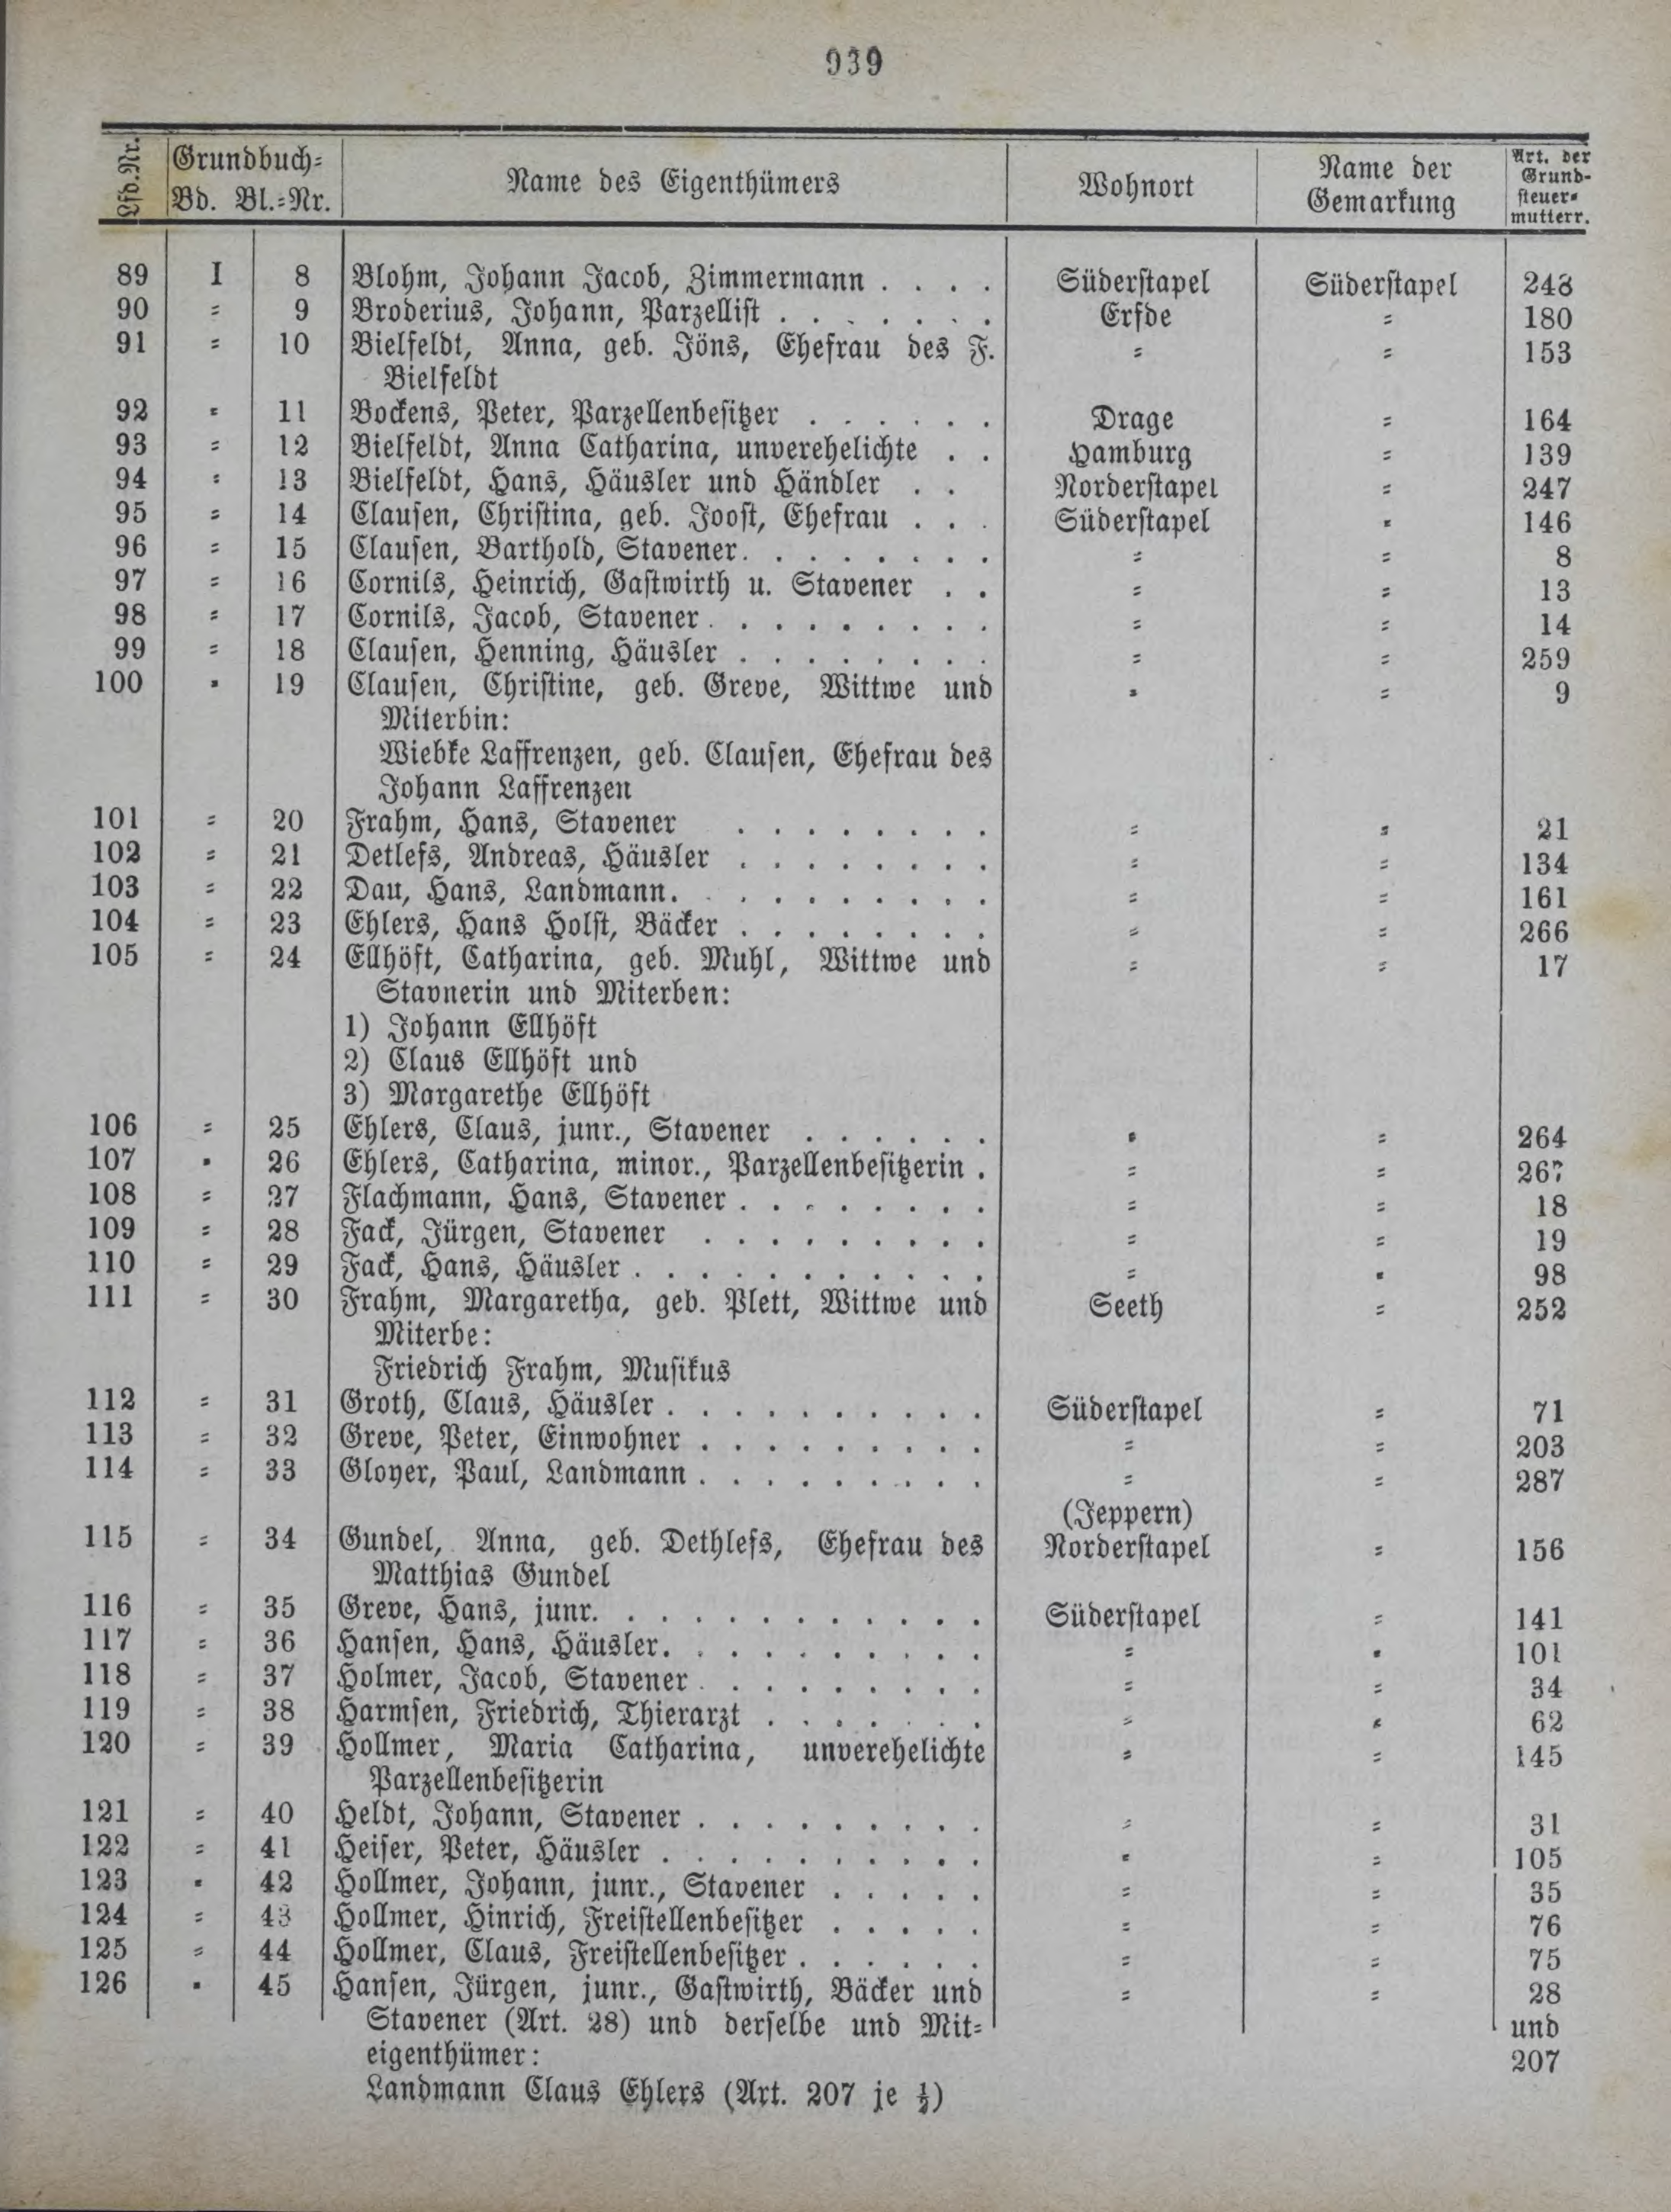 939
Lfd. Nr. Grundbuch= Bd. Bl.=Nr. Name des Eigenthümers Wohnort Name der Gemarkung Art. der Grund- steuer= mutterr.
89 I 8 Blohm, Johann Jacob, Zimmermann . . . . Süderstapel Süderstapel 248
90 = 9 Broderius, Johann, Parzellist . . . . . . . Erfde = 180
91 = 10 Bielfeldt, Anna, geb. Jöns, Ehefrau des F. = = 153
Bielfeldt
92 = 11 Bockens, Peter, Parzellenbesitzer . . . . . . Drage = 164
93 = 12 Bielfeldt, Anna Catharina, unverehelichte . . Hamburg = 139
94 = 13 Bielfeldt, Hans, Häusler und Händler . . Norderstapel = 247
95 = 14 Clausen, Christina, geb. Joost, Ehefrau . . . Süderstapel = 146
96 = 15 Clausen, Barthold, Stavener. . . . . . . . = = 8
97 = 16 Cornils, Heinrich, Gastwirth u. Stavener . . = = 13
98 = 17 Cornils, Jacob, Stavener . . . . . . . . . = = 14
99 = 18 Clausen, Henning, Häusler . . . . . . . . = = 259
100 = 19 Clausen, Christine, geb. Greve, Wittwe und = = 9
Miterbin:
Wiebke Laffrenzen, geb. Clausen, Ehefrau des
Johann Laffrenzen
101 = 20 Frahm, Hans, Stavener . . . . . . . . = = 21
102 = 21 Detlefs, Andreas, Häusler . . . . . . . . = = 134
103 = 22 Dau, Hans, Landmann. . . . . . . . . . = = 161
104 = 23 Ehlers, Hans Holst, Bäcker . . . . . . . . = = 266
105 = 24 Ellhöft, Catharina, geb. Muhl, Wittwe und = = 17
Stavnerin und Miterben:
1) Johann Ellhöft
2) Claus Ellhöft und
3) Margarethe Ellhöft
106 = 25 Ehlers, Claus, junr., Stavener . . . . . . = = 264
107 = 26 Ehlers, Catharina, minor., Parzellenbesitzerin . = = 267
108 = 27 Flachmann, Hans, Stavener . . . . . . . . = = 18
109 = 28 Fack, Jürgen, Stavener . . . . . . . . . = = 19
110 = 29 Fack, Hans, Häusler . . . . . . . . . . . = = 98
111 = 30 Frahm, Margaretha, geb. Plett, Wittwe und Seeth = 252
Miterbe:
Friedrich Frahm, Musikus
112 = 31 Groth, Claus, Häusler . . . . . . . . . . Süderstapel = 71
113 = 32 Greve, Peter, Einwohner . . . . . . . . . = = 203
114 = 33 Gloyer, Paul, Landmann . . . . . . . . . = = 287
(Jeppern)
115 = 34 Gundel, Anna, geb. Dethlefs, Ehefrau des Norderstapel = 156
Matthias Gundel
116 = 35 Greve, Hans, junr. . . . . . . . . . . . Süderstapel = 141
117 = 36 Hansen, Hans, Häusler. . . . . . . . . . = = 101
118 = 37 Holmer, Jacob, Stavener . . . . . . . . . = = 34
119 = 38 Harmsen, Friedrich, Thierarzt . . . . . . . = = 62
120 = 39 Hollmer, Maria Catharina, unverehelichte = = 145
Parzellenbesitzerin
121 = 40 Heldt, Johann, Stavener . . . . . . . . . = = 31
122 = 41 Heiser, Peter, Häusler . . . . . . . . . . = = 105
123 = 42 Hollmer, Johann, junr., Stavener . . . . . = = 35
124 = 43 Hollmer, Hinrich, Freistellenbesitzer . . . . . = = 76
125 = 44 Hollmer, Claus, Freistellenbesitzer . . . . . . = = 75
126 = 45 Hansen, Jürgen, junr., Gastwirth, Bäcker und = = 28
Stavener (Art. 28) und derselbe und Mit= und
eigenthümer: 207
Landmann Claus Ehlers (Art. 207 je ½)